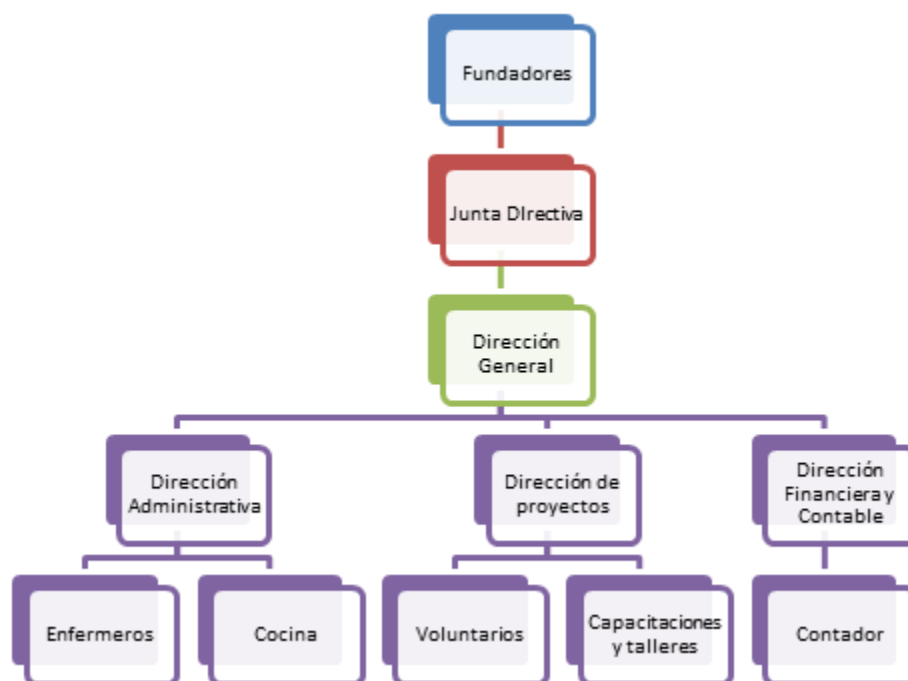 Fundadores
Junta DIrectiva
Dirección
General
Dirección
Administrativa
Dirección de
proyectos
Dirección
Financiera y
Contable
Enfermeros
Cocina
Voluntarios
Capacitaciones
y talleres
Contador